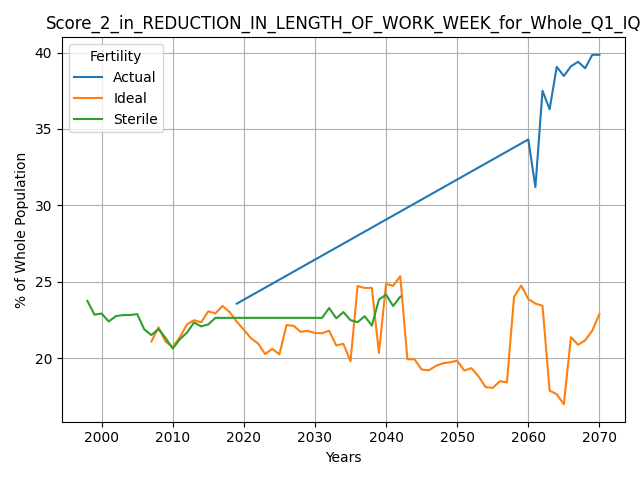 Score_2_in_REDUCTION_IN_LENGTH_OF_WORK_WEEK_for_Whole_Q1_IQ
Fertility
Actual
Ideal
Sterile
40
35
30
25
20
% of Whole Population
2000 2010 2020 2030 2040 2050 2060 2070
Years